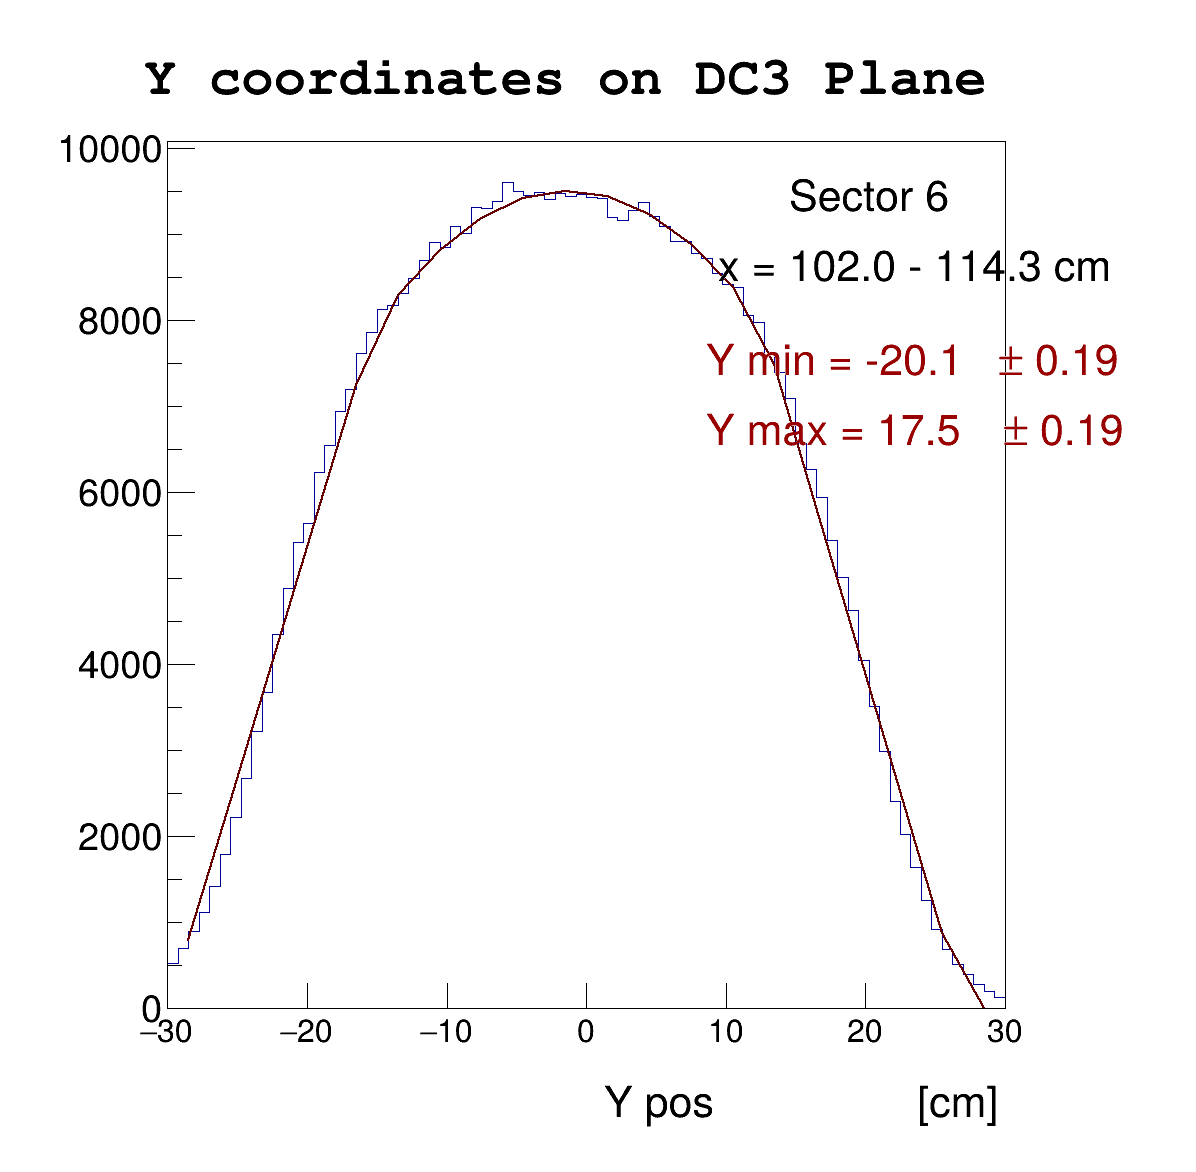 Y coordinates on DC3 Plane
10000
8000
6000
4000
2000
0
Sector 6
x = 102.0 - 114.3 cm
Y min = -20.1 ± 0.19
Y max = 17.5 ± 0.19
−30 −20 −10 0 10 20 30
Y pos [cm]